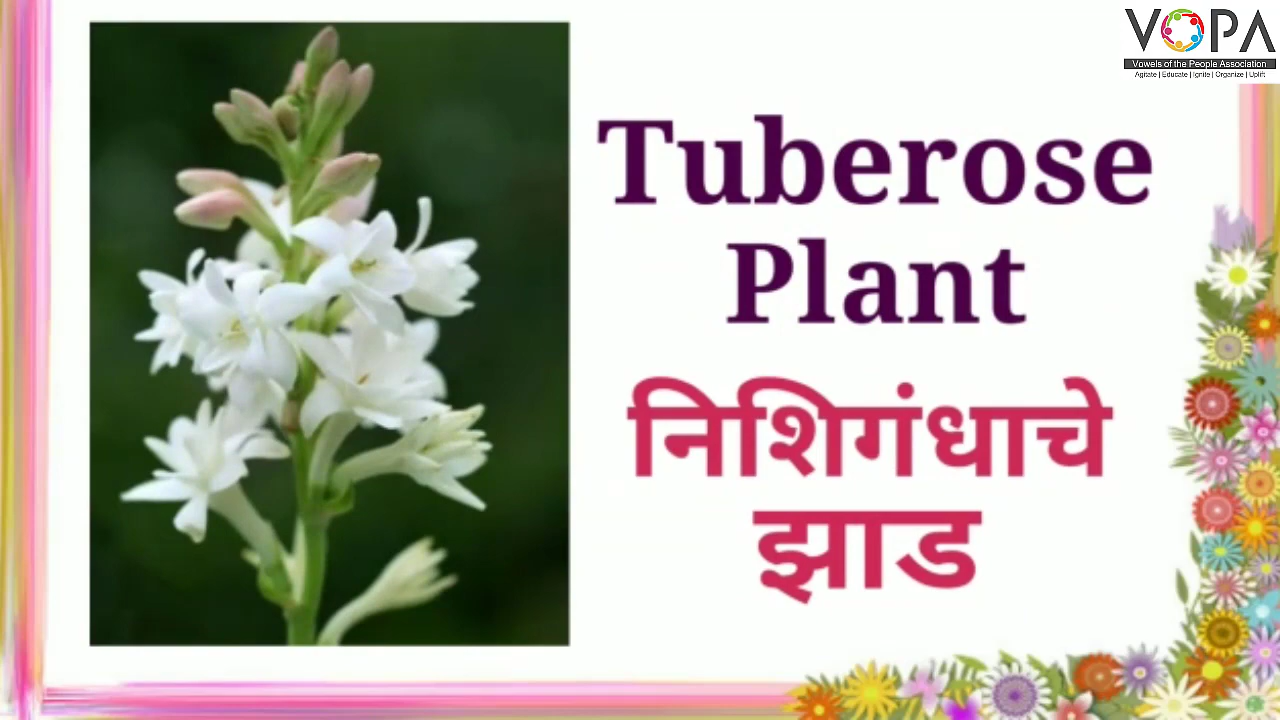 VOPA
Vowels of the People Association
Agitate | Educate | Ignite | Organize | Uplift
Tuberose
Plant
निशिगंधाचे
झाड